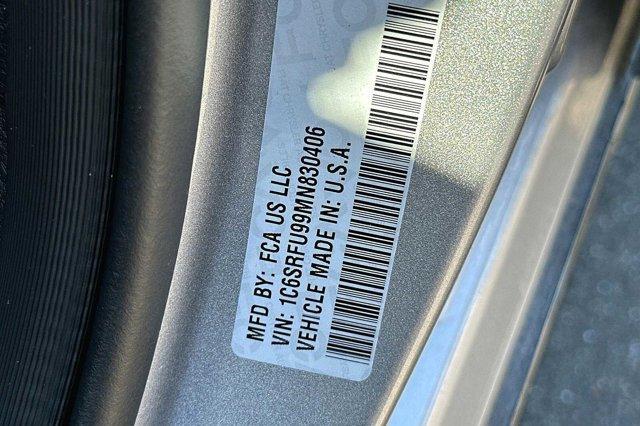 MFD BY: FCA US LLC
VIN: 1C6SRFU99MN830406
VEHICLE MADE IN: U.S.A.